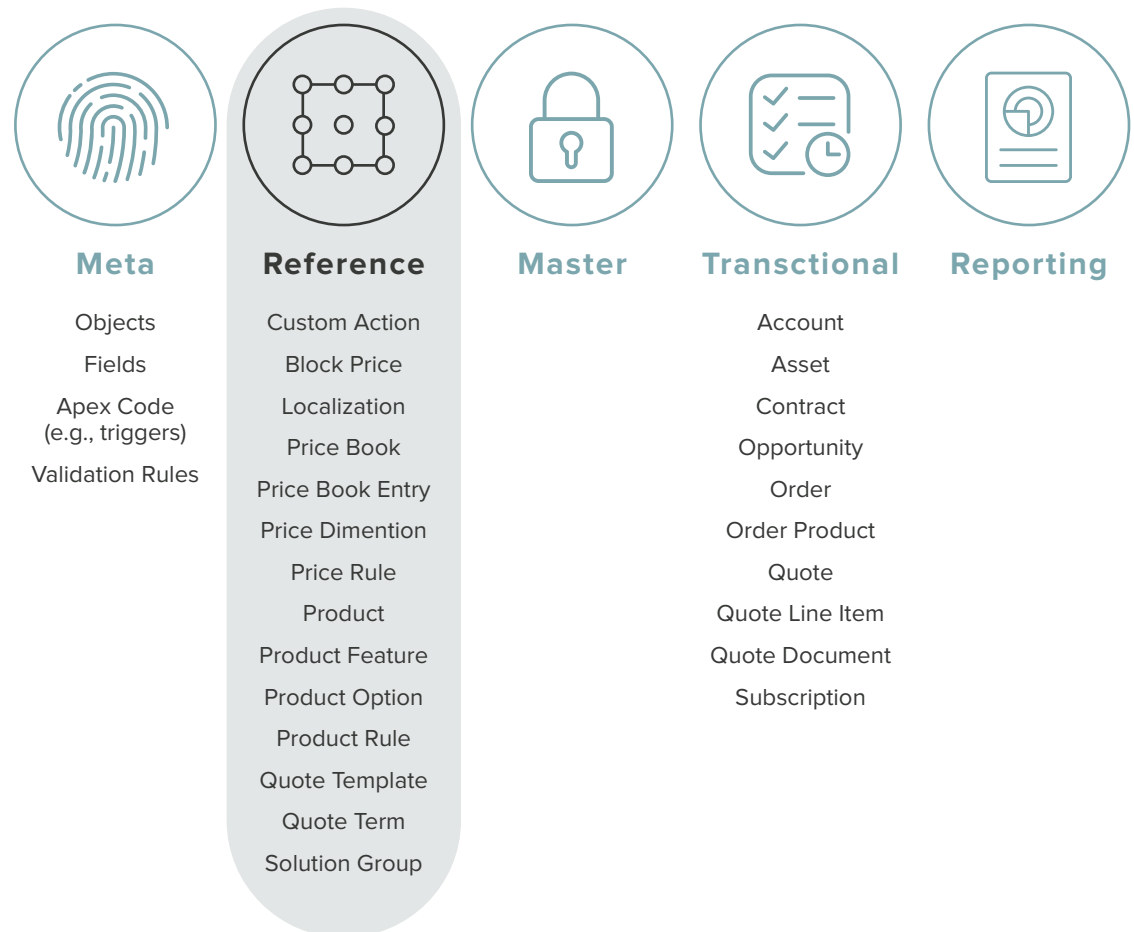 Meta
Objects
Fields
Apex Code
(e.g., triggers)
Validation Rules
Reference
Custom Action
Block Price
Localization
Price Book
Price Book Entry
Price Dimention
Price Rule
Product
Product Feature
Product Option
Product Rule
Quote Template
Quote Term
Solution Group
Master
Transctional
Account
Asset
Contract
Opportunity
Order
Order Product
Quote
Quote Line Item
Quote Document
Subscription
Reporting